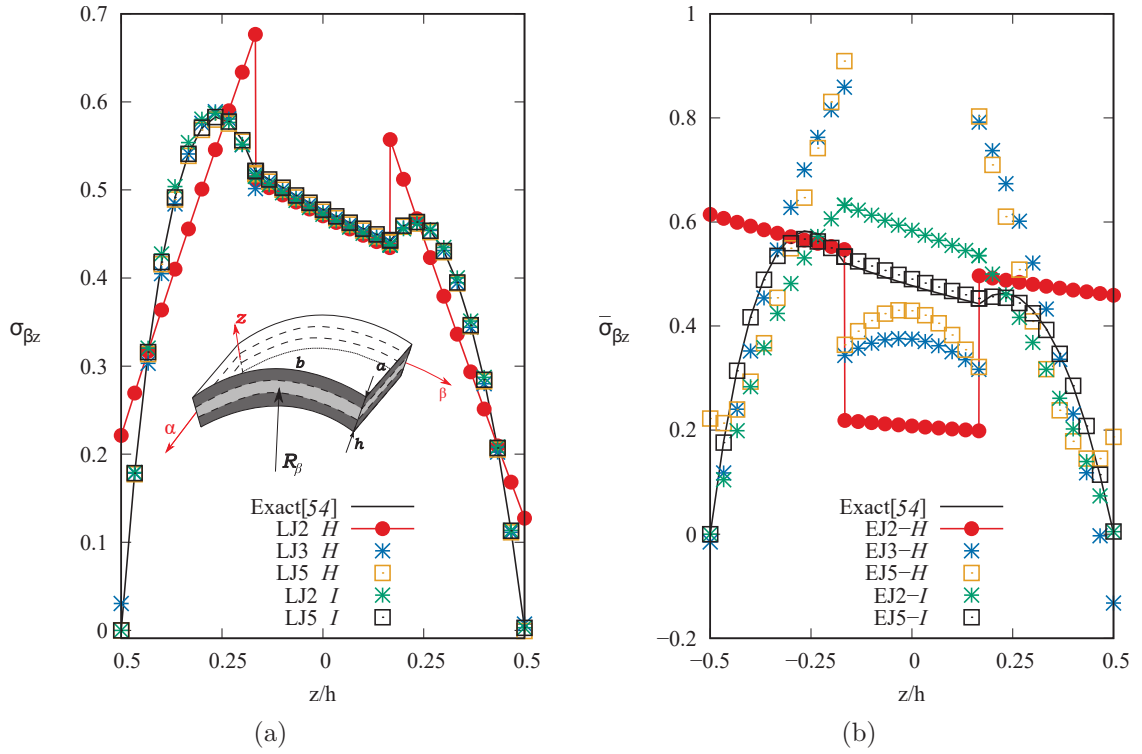 0.7
0.6
0.5
0.4
0.3
0.2
0.1
0
σβz
0.5
0.25
0
0.25
0.5
z/h
z
b
a
β
α
h
Rβ
Exact[54]
LJ2 H
LJ3 H
LJ5 H
LJ2 I
LJ5 I
(a)
1
0.8
0.6
0.4
0.2
0
−0.2
σ̄βz
−0.5
−0.25
0
0.25
0.5
z/h
Exact[54]
EJ2−H
EJ3−H
EJ5−H
EJ2−I
EJ5−I
(b)